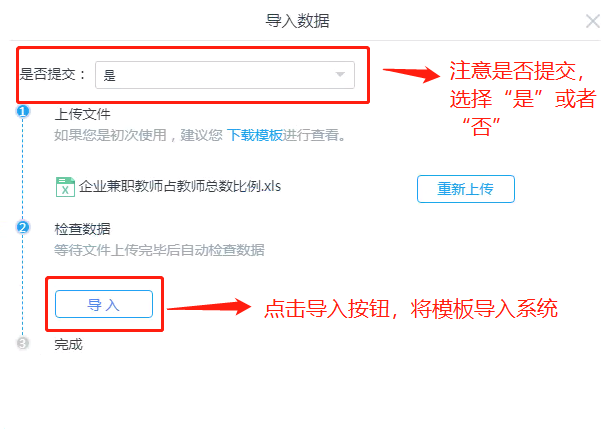 导入数据
是否提交：
是
注意是否提交，
选择“是”或者
“否”
1
上传文件
如果您是初次使用，建议您 下载模板进行查看。
企业兼职教师占教师总数比例.xls
重新上传
2
检查数据
等待文件上传完毕后自动检查数据
导 入
点击导入按钮，将模板导入系统
3
完成